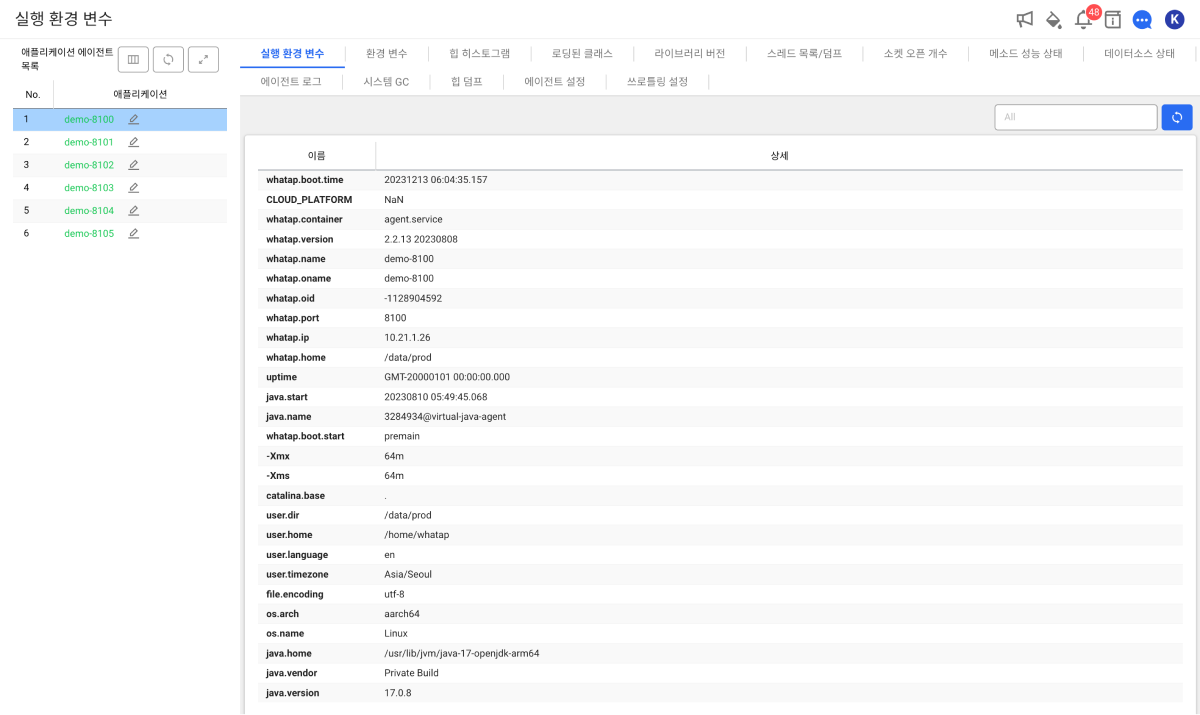 실행 환경 변수
48
K
애플리케이션 에이전트
목록
No. 애플리케이션
1 demo-8100
2 demo-8101
3 demo-8102
4 demo-8103
5 demo-8104
6 demo-8105
실행 환경 변수 환경 변수 힙 히스토그램 로딩된 클래스 라이브러리 버전 스레드 목록/덤프 소켓 오픈 개수 메소드 성능 상태 데이터소스 상태
에이전트 로그 시스템 GC 힙 덤프 에이전트 설정 쓰로틀링 설정
All
이름 상세
whatap.boot.time 20231213 06:04:35.157
CLOUD_PLATFORM NaN
whatap.container agent.service
whatap.version 2.2.13 20230808
whatap.name demo-8100
whatap.oname demo-8100
whatap.oid -1128904592
whatap.port 8100
whatap.ip 10.21.1.26
whatap.home /data/prod
uptime GMT-20000101 00:00:00.000
java.start 20230810 05:49:45.068
java.name 3284934@virtual-java-agent
whatap.boot.start premain
-Xmx 64m
-Xms 64m
catalina.base .
user.dir /data/prod
user.home /home/whatap
user.language en
user.timezone Asia/Seoul
file.encoding utf-8
os.arch aarch64
os.name Linux
java.home /usr/lib/jvm/java-17-openjdk-arm64
java.vendor Private Build
java.version 17.0.8